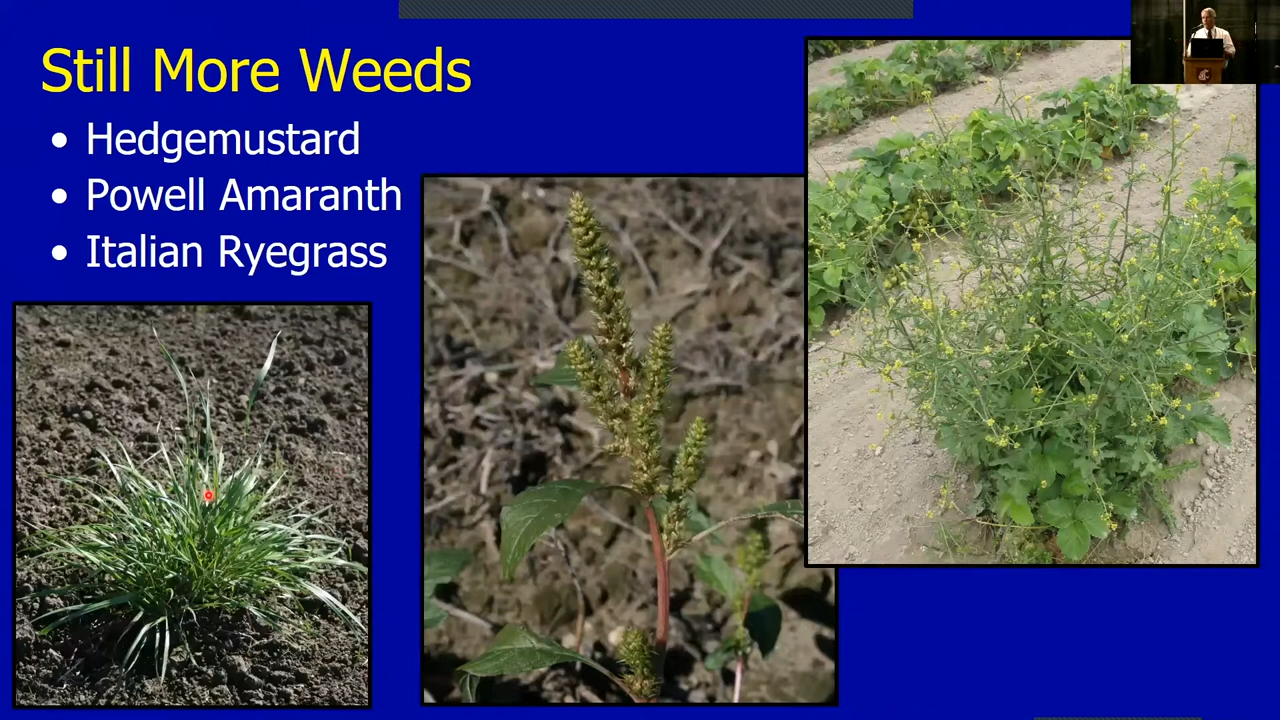 Still More Weeds
• Hedgemustard
• Powell Amaranth
• Italian Ryegrass